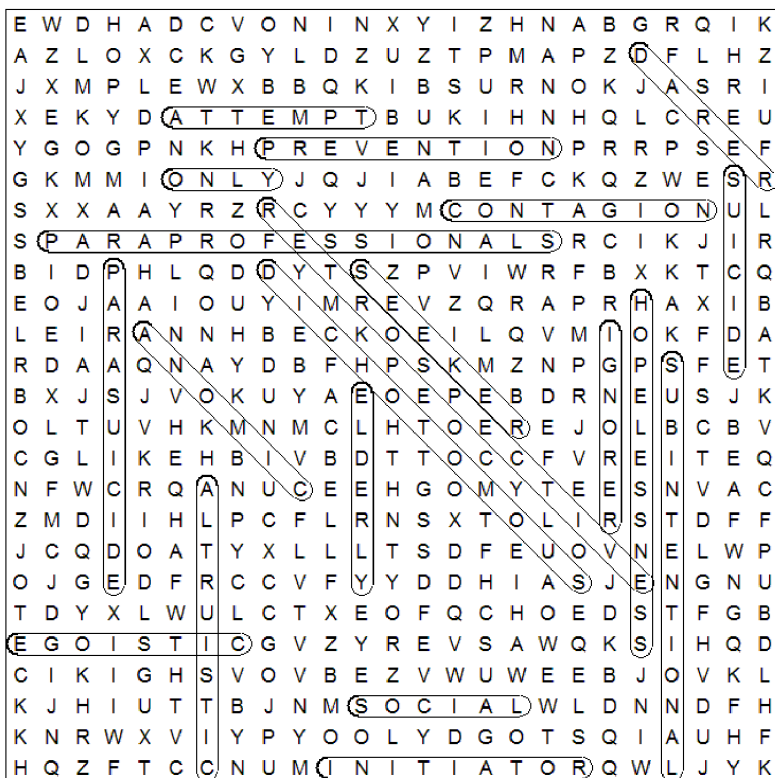 E W D H A D C V O N I N X Y I Z H N A B G R Q I K
A Z L O X C K G Y L D Z U Z T P M A P Z D F L H Z
J X M P L E W X B B Q K I B S U R N O K J A S R I
X E K Y D A T T E M P T B U K I H N H Q L C R E U
Y G O G P N K H P R E V E N T I O N P R R P S E F
G K M M I O N L Y J Q J I A B E F C K Q Z W E S R
S X X A A Y R Z R C Y Y Y M C O N T A G I O N U L
S P A R A P R O F E S S I O N A L S R C I K J I R
B I D P H L Q D D Y T S Z P V I W R F B X K T C Q
E O J A A I O U Y I M R E V Z Q R A P R H A X I B
L E I R A N N H B E C K O E I L Q V M I O K F D A
R D A A Q N A Y D B F H P S K M Z N P G P S F E T
B X J S J V O K U Y A E O E P E B D R N E U S J K
O L T U V H K M N M C L H T O E R E J O L B C B V
C G L I K E H B I V B D T T O C C F V R E I T E Q
N F W C R Q A N U C E E H G O M Y T E E S N V A C
Z M D I I H L P C F L R N S X T O L I R S T D F F
J C Q D O A T Y X L L L T S D F E U O V N E L W P
O J G E D F R C C V F Y Y D D H I A S J E N G N U
T D Y X L W U L C T X E O F Q C H O E D S T F G B
E G O I S T I C G V Z Y R E V S A W Q K S I H Q D
C I K I G H S V O V B E Z V W U W E E B J O V K L
K J H I U T T B J N M S O C I A L W L D N N D F H
K N R W X V I Y P Y O O L Y D G O T S Q I A U H F
H Q Z F T C C N U M I N I T I A T O R Q W L J Y K